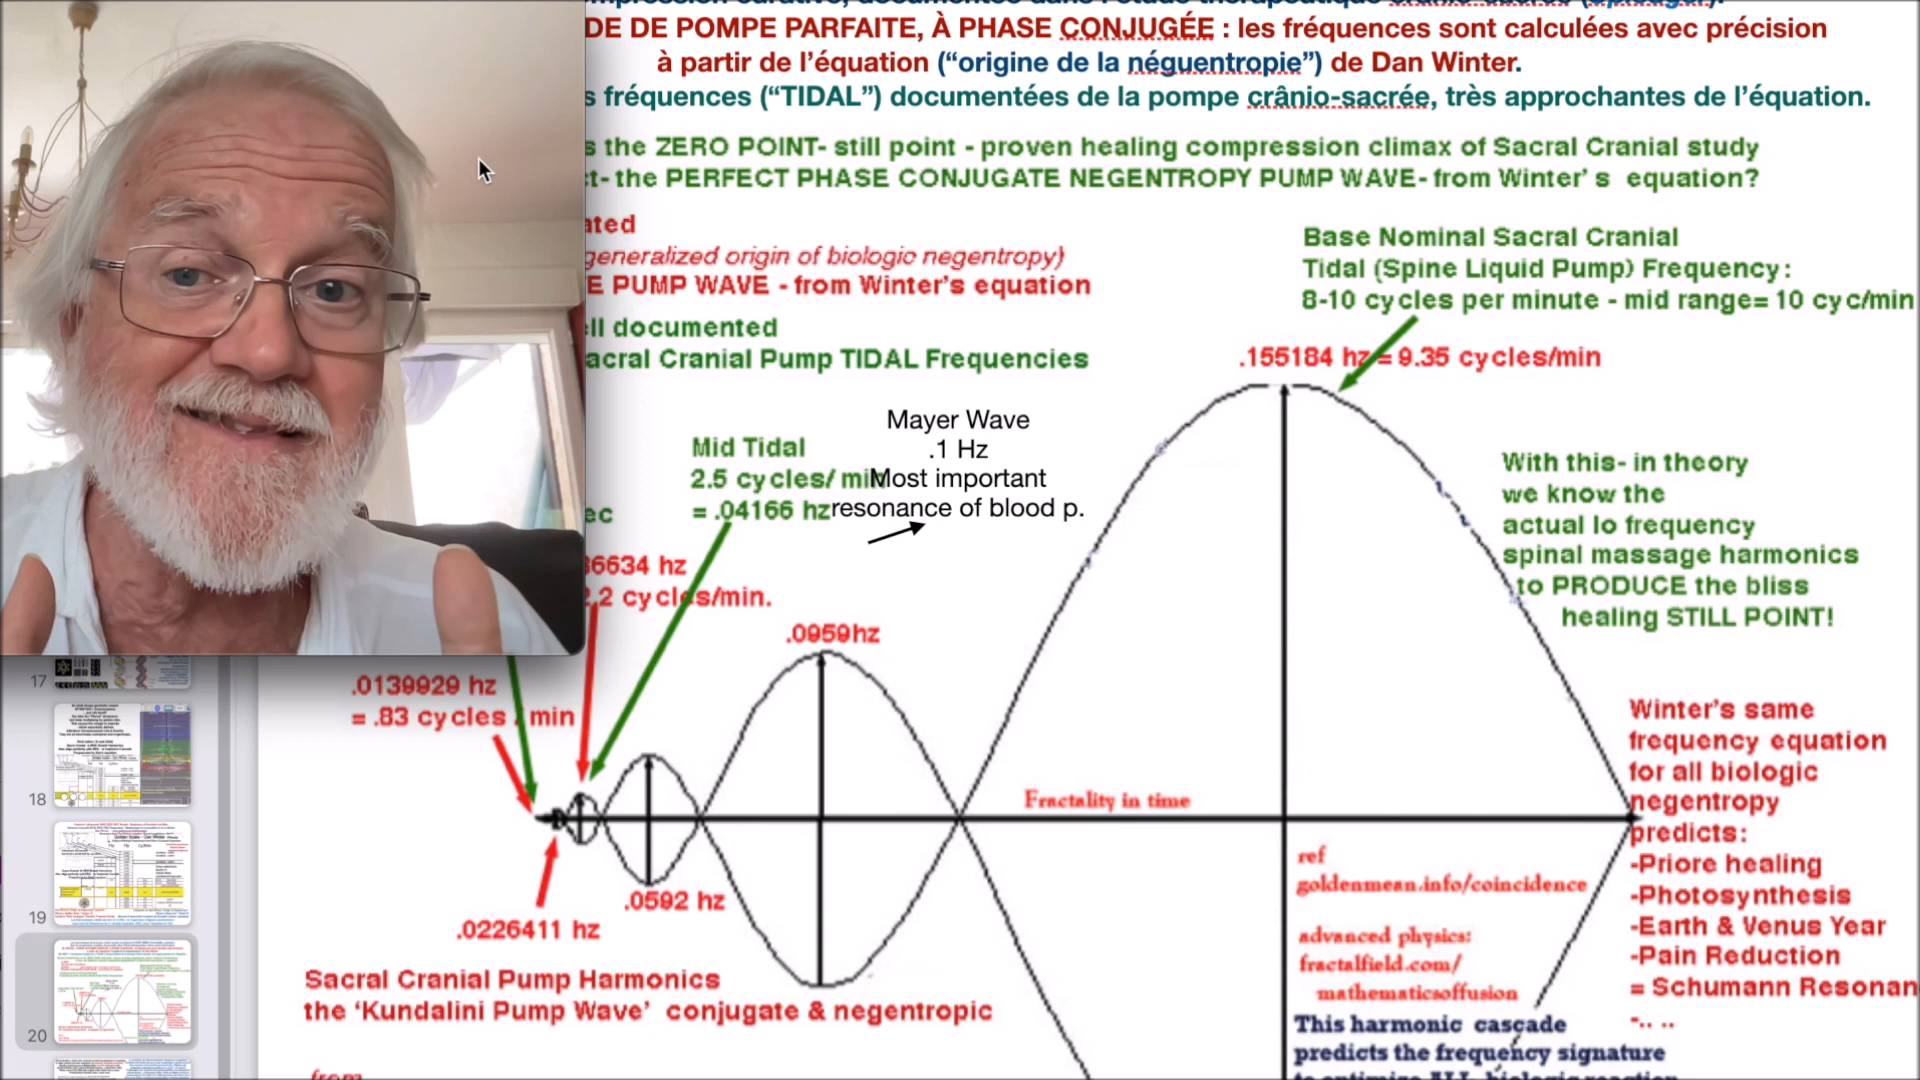 DE DE POMPE PARFAITE, À PHASE CONJUGÉE : les fréquences sont calculées avec précision
à partir de l'équation (“origine de la néguentropie”) de Dan Winter.
s fréquences (“TIDAL”) documentées de la pompe crânio-sacrée, très approchantes de l'équation.
s the ZERO POINT- still point - proven healing compression climax of Sacral Cranial study
ct- the PERFECT PHASE CONJUGATE NEGENTROPY PUMP WAVE- from Winter' s equation?
ated
generalized origin of biologic negentropy)
E PUMP WAVE - from Winter's equation
ell documented
acral Cranial Pump TIDAL Frequencies
Base Nominal Sacral Cranial
Tidal (Spine Liquid Pump) Frequency:
8-10 cycles per minute - mid range= 10 cyc/min
.155184 hz = 9.35 cycles/min
Mayer Wave
.1 Hz
Most important
resonance of blood p.
Mid Tidal
2.5 cycles/ min
= .04166 hz
ec
36634 hz
2.2 cycles/min.
With this- in theory
we know the
actual lo frequency
spinal massage harmonics
to PRODUCE the bliss
healing STILL POINT!
.0959hz
.0139929 hz
= .83 cycles / min
Fractality in time
.0592 hz
.0226411 hz
Winter's same
frequency equation
for all biologic
negentropy
predicts:
-Priore healing
-Photosynthesis
-Earth & Venus Year
-Pain Reduction
= Schumann Resonan
-.. ..
ref
goldenmean.info/coincidence
advanced physics:
fractalfield.com/
mathematicsoffusion
Sacral Cranial Pump Harmonics
the ‘Kundalini Pump Wave’ conjugate & negentropic
This harmonic cascade
predicts the frequency signature
to optimize ALL biologic reaction
from
17
18
19
20